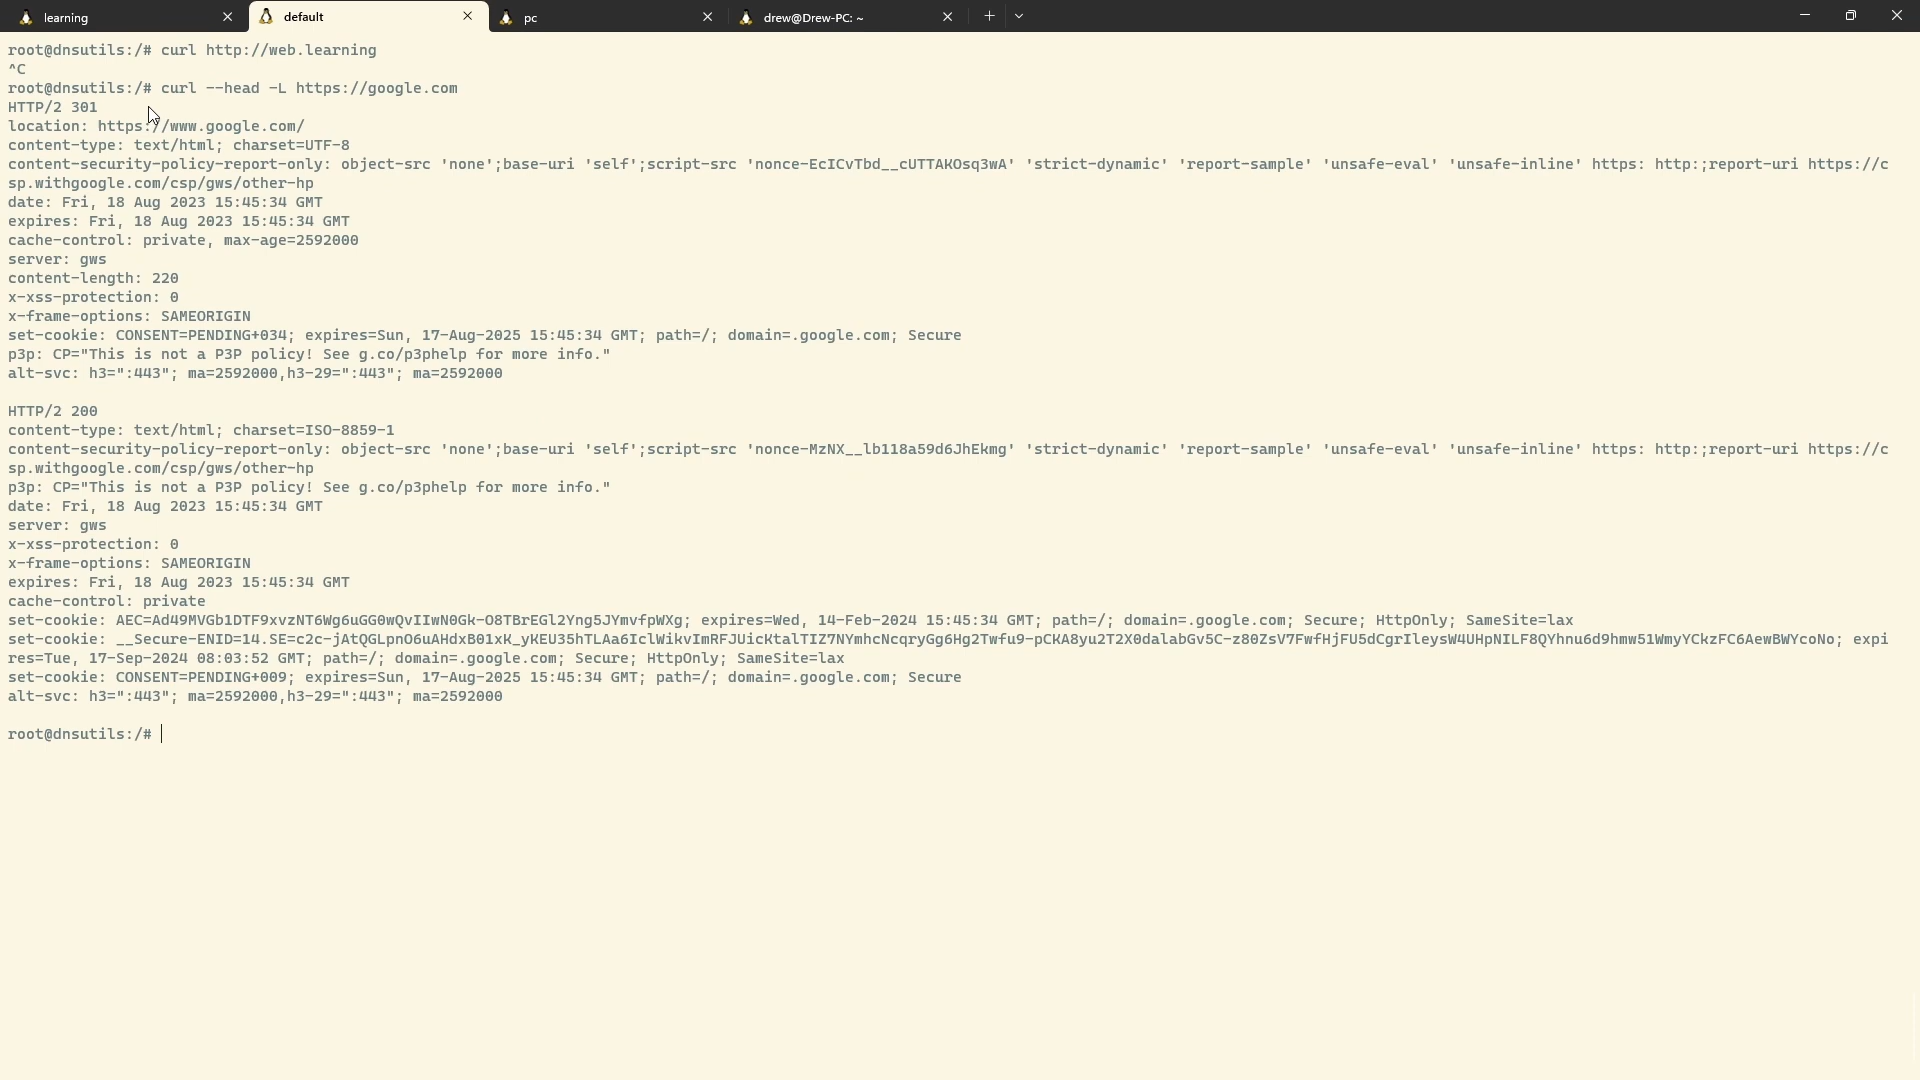 learning
default
pc
drew@Drew-PC: ~
root@dnsutils:/# curl http://web.learning
^C
root@dnsutils:/# curl --head -L https://google.com
HTTP/2 301
location: https://www.google.com/
content-type: text/html; charset=UTF-8
content-security-policy-report-only: object-src 'none';base-uri 'self';script-src 'nonce-EcICvTbd__cUTTAKOsq3wA' 'strict-dynamic' 'report-sample' 'unsafe-eval' 'unsafe-inline' https: http:;report-uri https://c
sp.withgoogle.com/csp/gws/other-hp
date: Fri, 18 Aug 2023 15:45:34 GMT
expires: Fri, 18 Aug 2023 15:45:34 GMT
cache-control: private, max-age=2592000
server: gws
content-length: 220
x-xss-protection: 0
x-frame-options: SAMEORIGIN
set-cookie: CONSENT=PENDING+034; expires=Sun, 17-Aug-2025 15:45:34 GMT; path=/; domain=.google.com; Secure
p3p: CP="This is not a P3P policy! See g.co/p3phelp for more info."
alt-svc: h3=":443"; ma=2592000,h3-29=":443"; ma=2592000
HTTP/2 200
content-type: text/html; charset=ISO-8859-1
content-security-policy-report-only: object-src 'none';base-uri 'self';script-src 'nonce-MzNX__lb118a59d6JhEkmg' 'strict-dynamic' 'report-sample' 'unsafe-eval' 'unsafe-inline' https: http:;report-uri https://c
sp.withgoogle.com/csp/gws/other-hp
p3p: CP="This is not a P3P policy! See g.co/p3phelp for more info."
date: Fri, 18 Aug 2023 15:45:34 GMT
server: gws
x-xss-protection: 0
x-frame-options: SAMEORIGIN
expires: Fri, 18 Aug 2023 15:45:34 GMT
cache-control: private
set-cookie: AEC=Ad49MVGb1DTF9xvzNT6Wg6uGG0wQvIIwN0Gk-O8TBrEGl2Yng5JYmvfpWXg; expires=Wed, 14-Feb-2024 15:45:34 GMT; path=/; domain=.google.com; Secure; HttpOnly; SameSite=lax
set-cookie: __Secure-ENID=14.SE=c2c-jAtQGLpnO6uAHdxB01xK_yKEU35hTLAa6IclWikvImRFJUicKtalTIZ7NYmhcNcqryGg6Hg2Twfu9-pCKA8yu2T2X0dalabGv5C-z80ZsV7FwfHjFU5dCgrIleysW4UHpNILF8QYhnu6d9hmw51WmyYCkzFC6AewBWYcoNo; expi
res=Tue, 17-Sep-2024 08:03:52 GMT; path=/; domain=.google.com; Secure; HttpOnly; SameSite=lax
set-cookie: CONSENT=PENDING+009; expires=Sun, 17-Aug-2025 15:45:34 GMT; path=/; domain=.google.com; Secure
alt-svc: h3=":443"; ma=2592000,h3-29=":443"; ma=2592000
root@dnsutils:/#